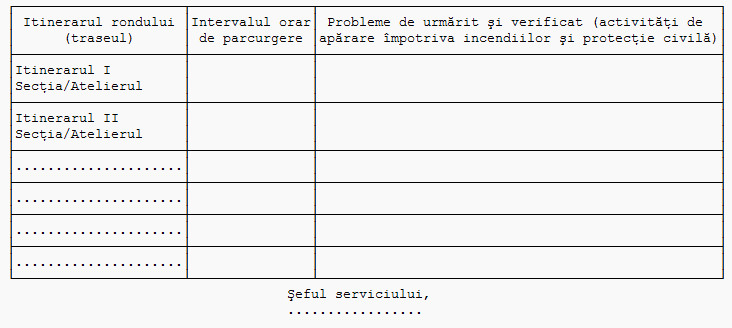 Itinerarul rondului Intervalul orar Probleme de urmărit şi verificat (activităţi de
(traseul) de parcurgere apărare împotriva incendiilor şi protecţie civilă)
Itinerarul I
Secţia/Atelierul
Itinerarul II
Secţia/Atelierul
.....................
.....................
.....................
.....................
Şeful serviciului,
.................